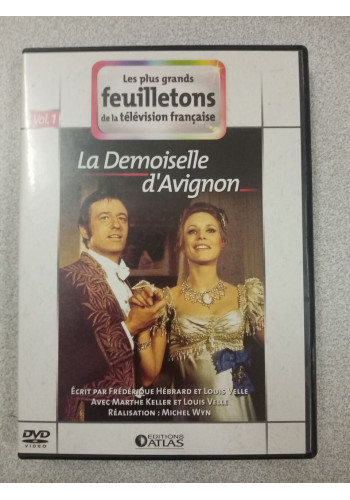 Les plus grands
feuilletons
de la télévision française
Vol. 1
La Demoiselle
d'Avignon
Écrit par Frédérique Hébrard et Louis Velle
Avec Marthe Keller et Louis Velle
Réalisation : Michel Wyn
DVD
VIDEO
EDITIONS
ATLAS